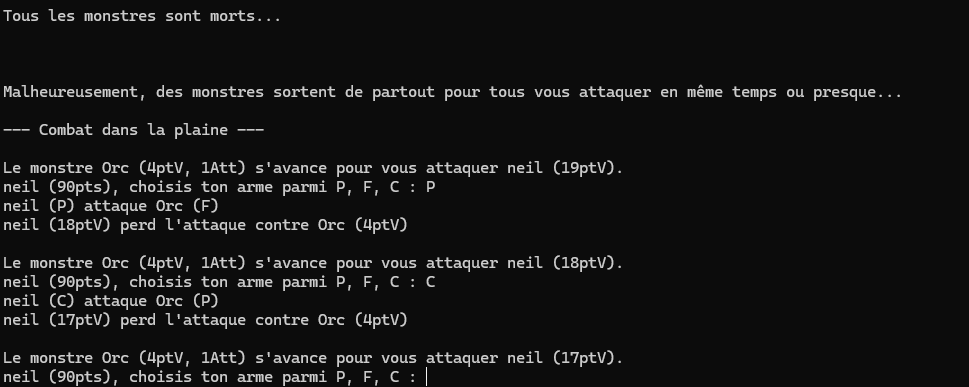 Tous les monstres sont morts...
Malheureusement, des monstres sortent de partout pour tous vous attaquer en même temps ou presque...
--- Combat dans la plaine ---
Le monstre Orc (4ptV, 1Att) s'avance pour vous attaquer neil (19ptV).
neil (90pts), choisis ton arme parmi P, F, C : P
neil (P) attaque Orc (F)
neil (18ptV) perd l'attaque contre Orc (4ptV)
Le monstre Orc (4ptV, 1Att) s'avance pour vous attaquer neil (18ptV).
neil (90pts), choisis ton arme parmi P, F, C : C
neil (C) attaque Orc (P)
neil (17ptV) perd l'attaque contre Orc (4ptV)
Le monstre Orc (4ptV, 1Att) s'avance pour vous attaquer neil (17ptV).
neil (90pts), choisis ton arme parmi P, F, C :